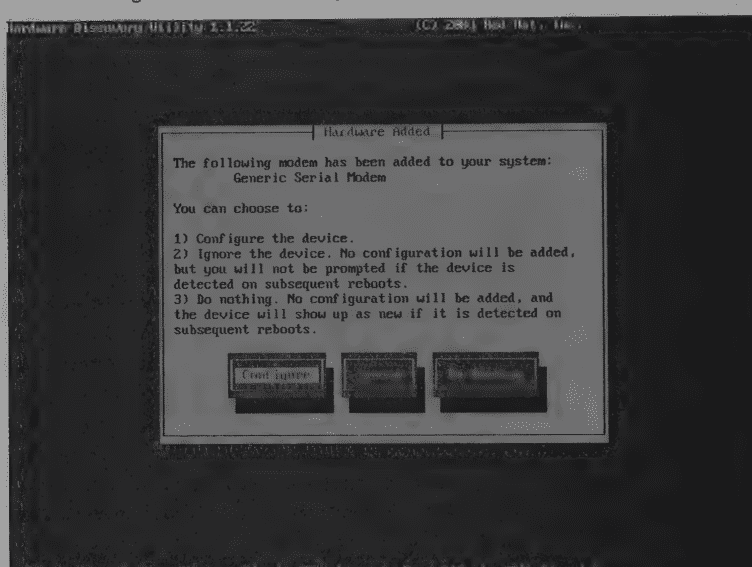 Hardware Discovery Utility 1.1.22 (C) 2001 Red Hat, Inc.
Hardware Added
The following modem has been added to your system:
Generic Serial Modem
You can choose to:
1) Configure the device.
2) Ignore the device. No configuration will be added,
but you will not be prompted if the device is
detected on subsequent reboots.
3) Do nothing. No configuration will be added, and
the device will show up as new if it is detected on
subsequent reboots.
Configure